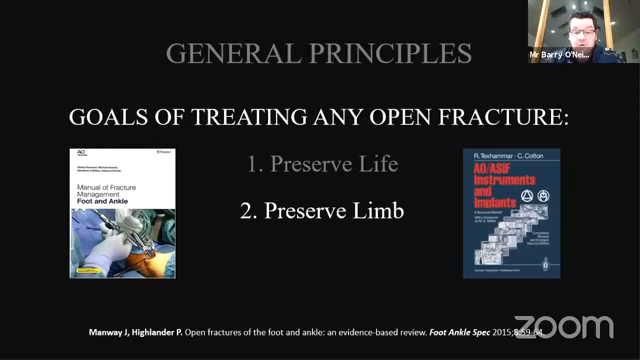 GENERAL PRINCIPLES
Mr Barry O'Nei...
GOALS OF TREATING ANY OPEN FRACTURE:
Manual of Fracture
Management
Foot and Ankle
1. Preserve Life
2. Preserve Limb
R. Texhammar · C. Colton
AO/ASIF
Instruments
and
Implants
Manway J, Highlander P. Open fractures of the foot and ankle: an evidence-based review. Foot Ankle Spec 2015;8:59-64.
zoom